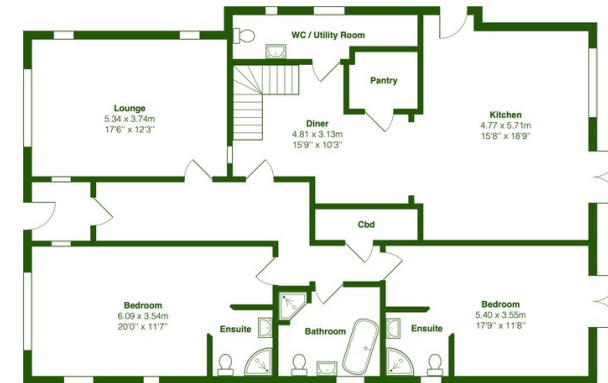 WC / Utility Room
Pantry
Lounge
5.34 x 3.74m
17'6" x 12'3"
Diner
4.81 x 3.13m
15'9" x 10'3"
Kitchen
4.77 x 5.71m
15'8" x 18'9"
Cbd
Bedroom
6.09 x 3.54m
20'0" x 11'7"
Ensuite
Bathroom
Ensuite
Bedroom
5.40 x 3.55m
17'9" x 11'8"